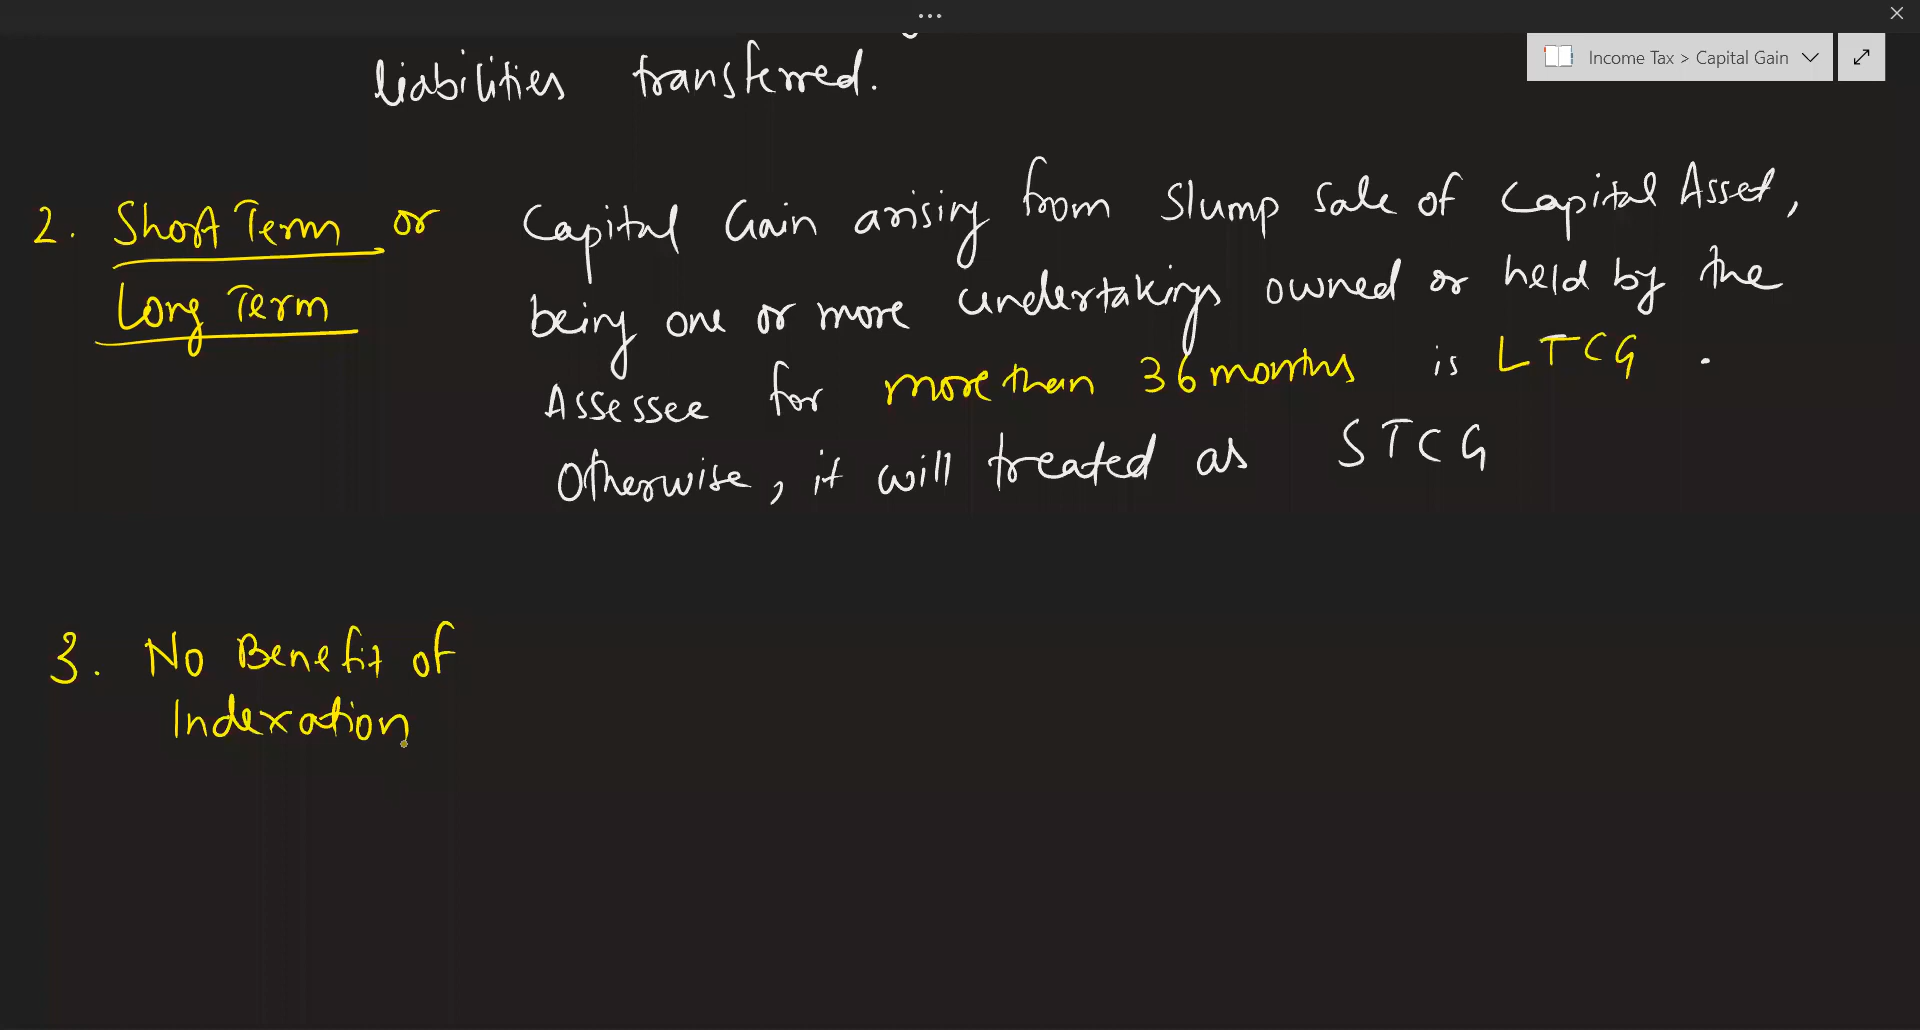 Income Tax > Capital Gain
liabilities transferred.
2. Short Term or
Long Term
Capital Gain arising from Slump Sale of Capital Asset,
being one or more undertakings owned or held by the
Assessee for more than 36 months is LTCG.
Otherwise, it will treated as STCG
3. No Benefit of
Indexation